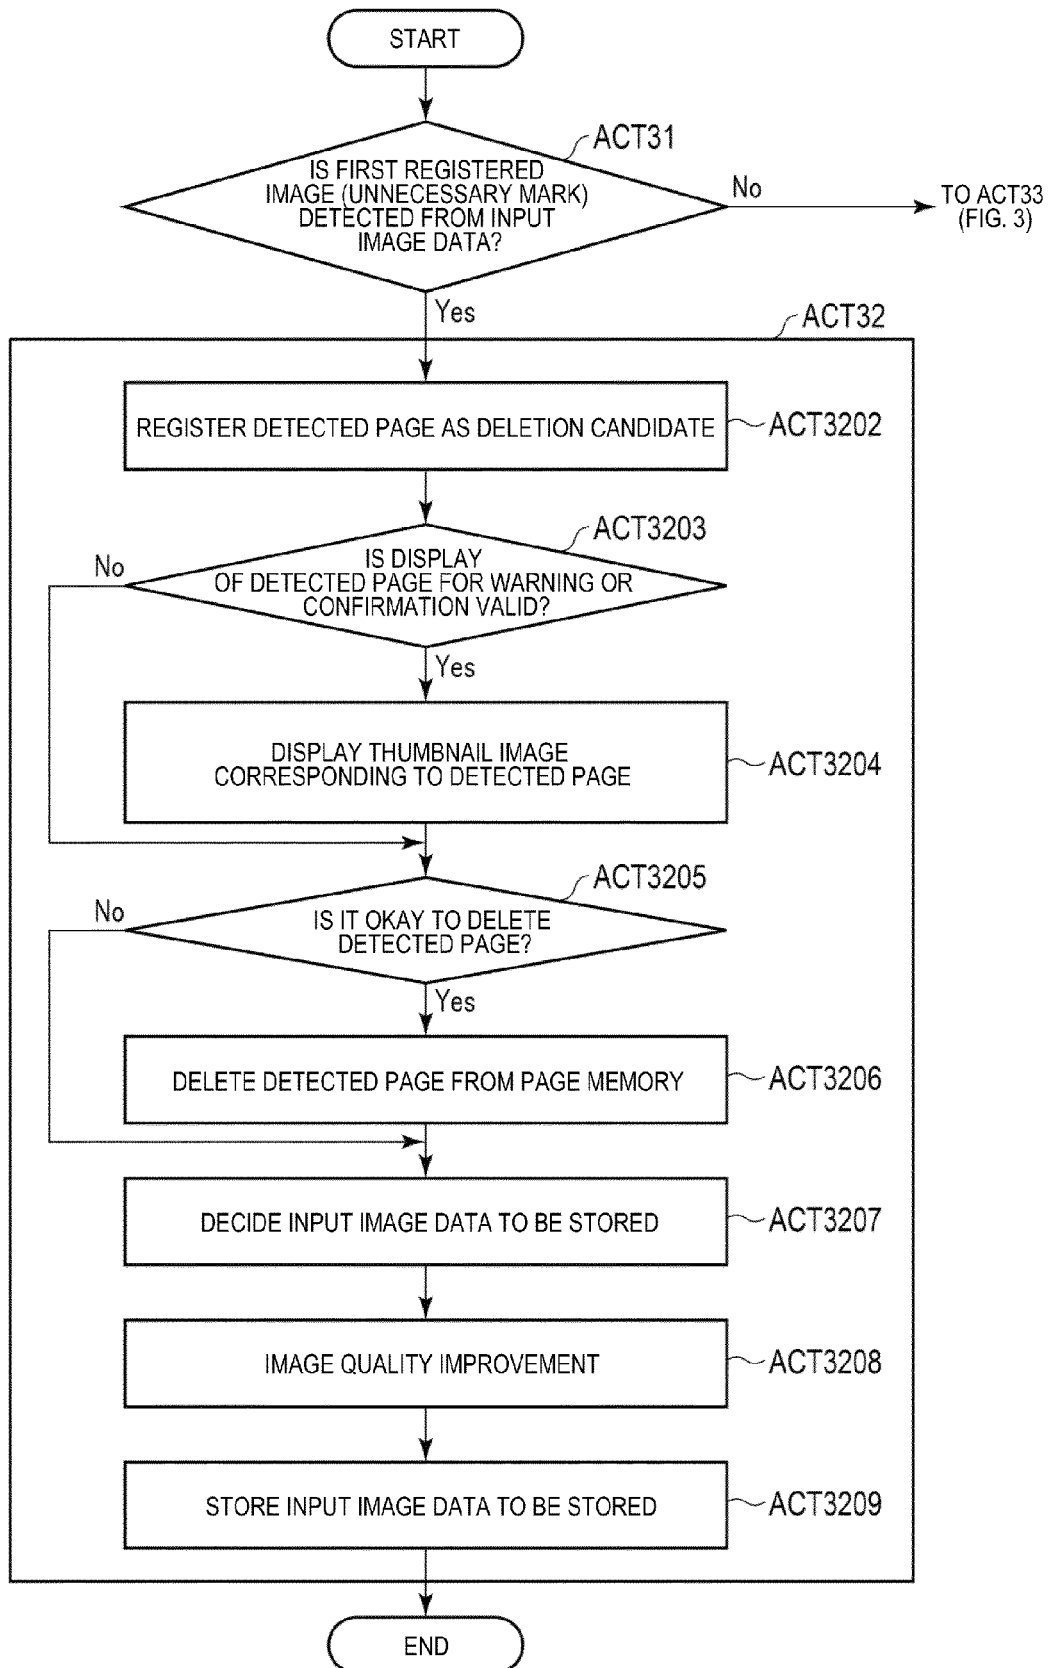 START
ACT31
IS FIRST REGISTERED
IMAGE (UNNECESSARY MARK)
DETECTED FROM INPUT
IMAGE DATA?
No
TO ACT33
(FIG. 3)
Yes
ACT32
REGISTER DETECTED PAGE AS DELETION CANDIDATE
ACT3202
ACT3203
No
IS DISPLAY
OF DETECTED PAGE FOR WARNING OR
CONFIRMATION VALID?
Yes
DISPLAY THUMBNAIL IMAGE
CORRESPONDING TO DETECTED PAGE
ACT3204
ACT3205
No
IS IT OKAY TO DELETE
DETECTED PAGE?
Yes
DELETE DETECTED PAGE FROM PAGE MEMORY
ACT3206
DECIDE INPUT IMAGE DATA TO BE STORED
ACT3207
IMAGE QUALITY IMPROVEMENT
ACT3208
STORE INPUT IMAGE DATA TO BE STORED
ACT3209
END